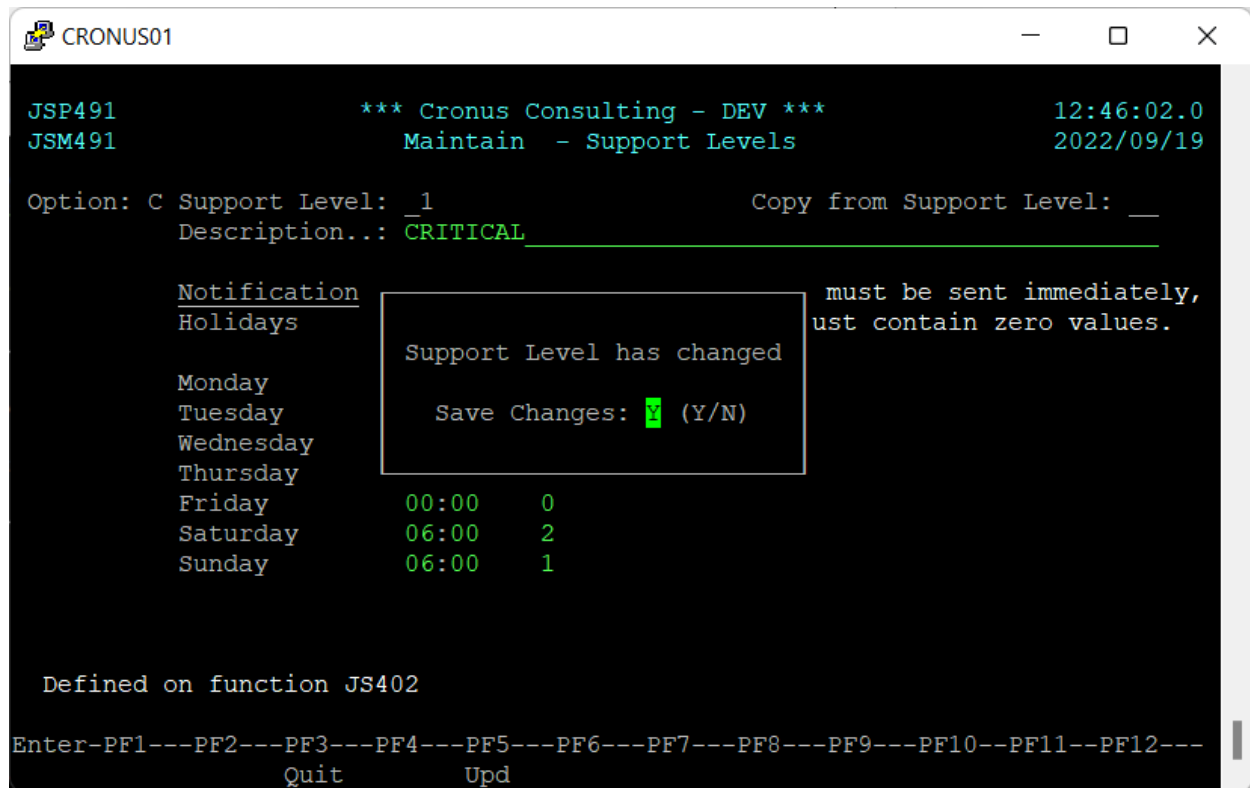 CRONUS01
JSP491 *** Cronus Consulting - DEV *** 12:46:02.0
JSM491 Maintain - Support Levels 2022/09/19
Option: C Support Level: _1 Copy from Support Level: __
Description..: CRITICAL
Notification must be sent immediately,
Holidays ust contain zero values.
Support Level has changed
Monday
Tuesday Save Changes: Y (Y/N)
Wednesday
Thursday
Friday 00:00 0
Saturday 06:00 2
Sunday 06:00 1
Defined on function JS402
Enter-PF1---PF2---PF3---PF4---PF5---PF6---PF7---PF8---PF9---PF10--PF11--PF12---
Quit Upd